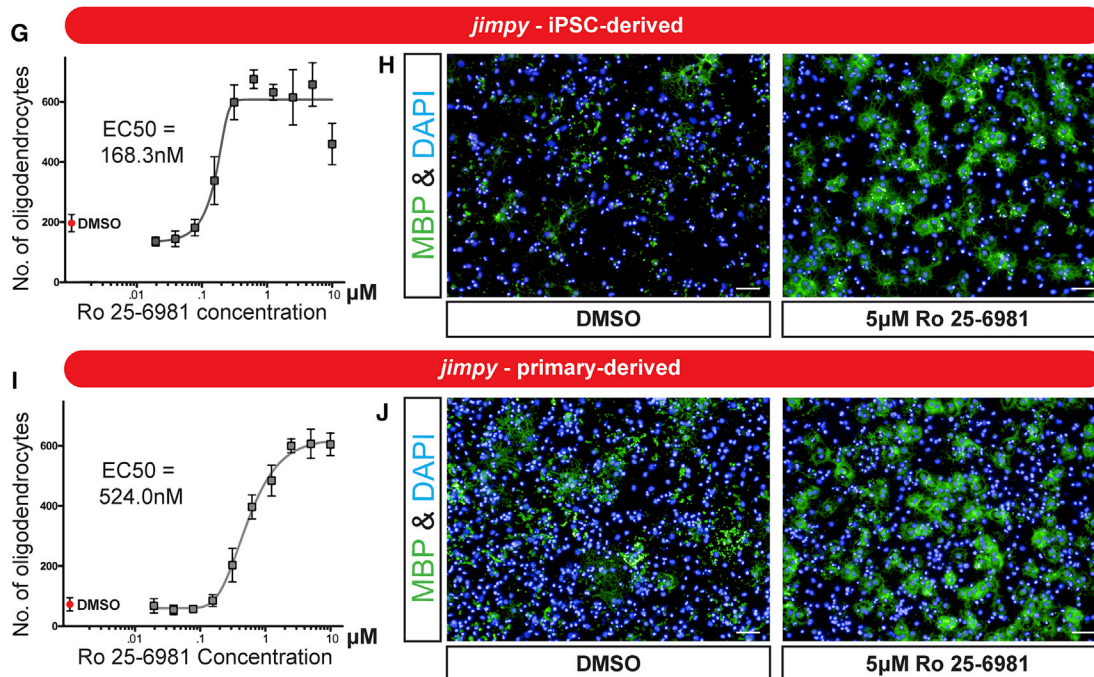 G
jimpy - iPSC-derived
No. of oligodendrocytes
600
400
200
0
EC50 =
168.3nM
DMSO
.01
.1
1
10
µM
Ro 25-6981 concentration
H
MBP & DAPI
DMSO
5µM Ro 25-6981
I
jimpy - primary-derived
No. of oligodendrocytes
600
400
200
0
EC50 =
524.0nM
DMSO
.01
.1
1
10
µM
Ro 25-6981 Concentration
J
MBP & DAPI
DMSO
5µM Ro 25-6981